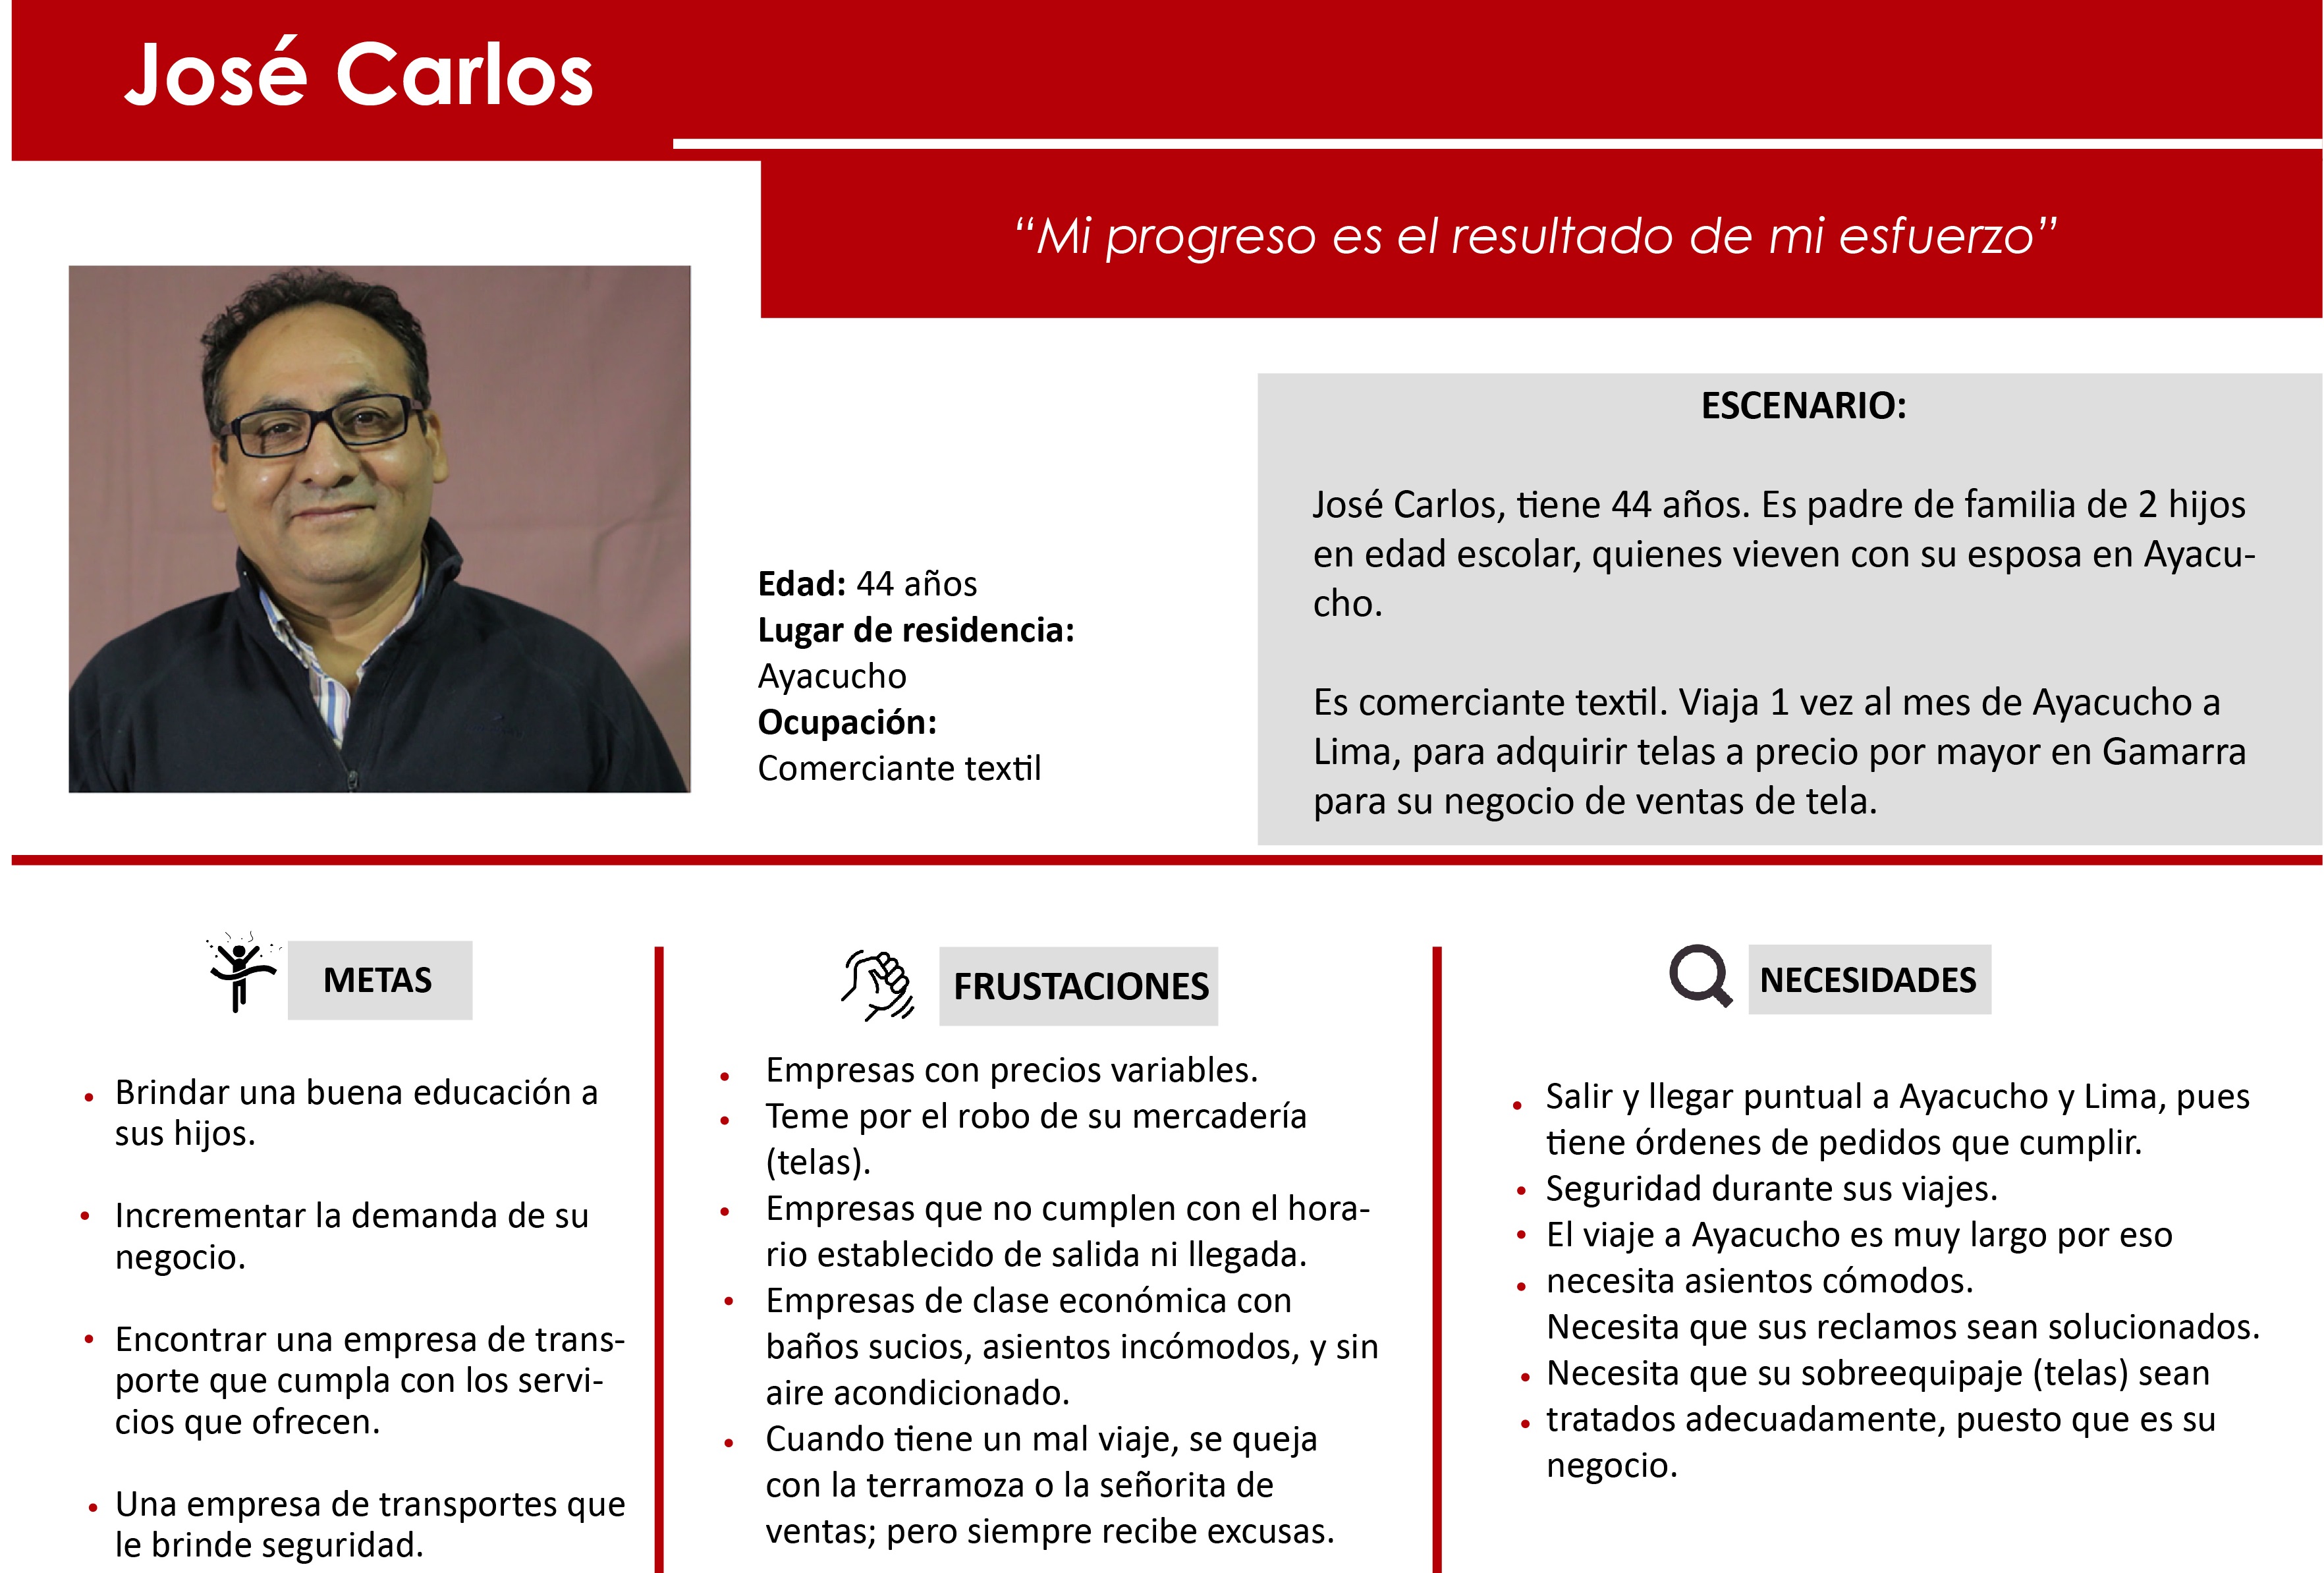 José Carlos
“Mi progreso es el resultado de mi esfuerzo”
Edad: 44 años
Lugar de residencia:
Ayacucho
Ocupación:
Comerciante textil
ESCENARIO:
José Carlos, tiene 44 años. Es padre de familia de 2 hijos
en edad escolar, quienes vieven con su esposa en Ayacu-
cho.
Es comerciante textil. Viaja 1 vez al mes de Ayacucho a
Lima, para adquirir telas a precio por mayor en Gamarra
para su negocio de ventas de tela.
METAS
• Brindar una buena educación a
sus hijos.
• Incrementar la demanda de su
negocio.
• Encontrar una empresa de trans-
porte que cumpla con los servi-
cios que ofrecen.
• Una empresa de transportes que
le brinde seguridad.
FRUSTACIONES
• Empresas con precios variables.
• Teme por el robo de su mercadería
(telas).
• Empresas que no cumplen con el hora-
rio establecido de salida ni llegada.
• Empresas de clase económica con
baños sucios, asientos incómodos, y sin
aire acondicionado.
• Cuando tiene un mal viaje, se queja
con la terramoza o la señorita de
ventas; pero siempre recibe excusas.
NECESIDADES
• Salir y llegar puntual a Ayacucho y Lima, pues
tiene órdenes de pedidos que cumplir.
• Seguridad durante sus viajes.
• El viaje a Ayacucho es muy largo por eso
• necesita asientos cómodos.
Necesita que sus reclamos sean solucionados.
• Necesita que su sobreequipaje (telas) sean
• tratados adecuadamente, puesto que es su
negocio.